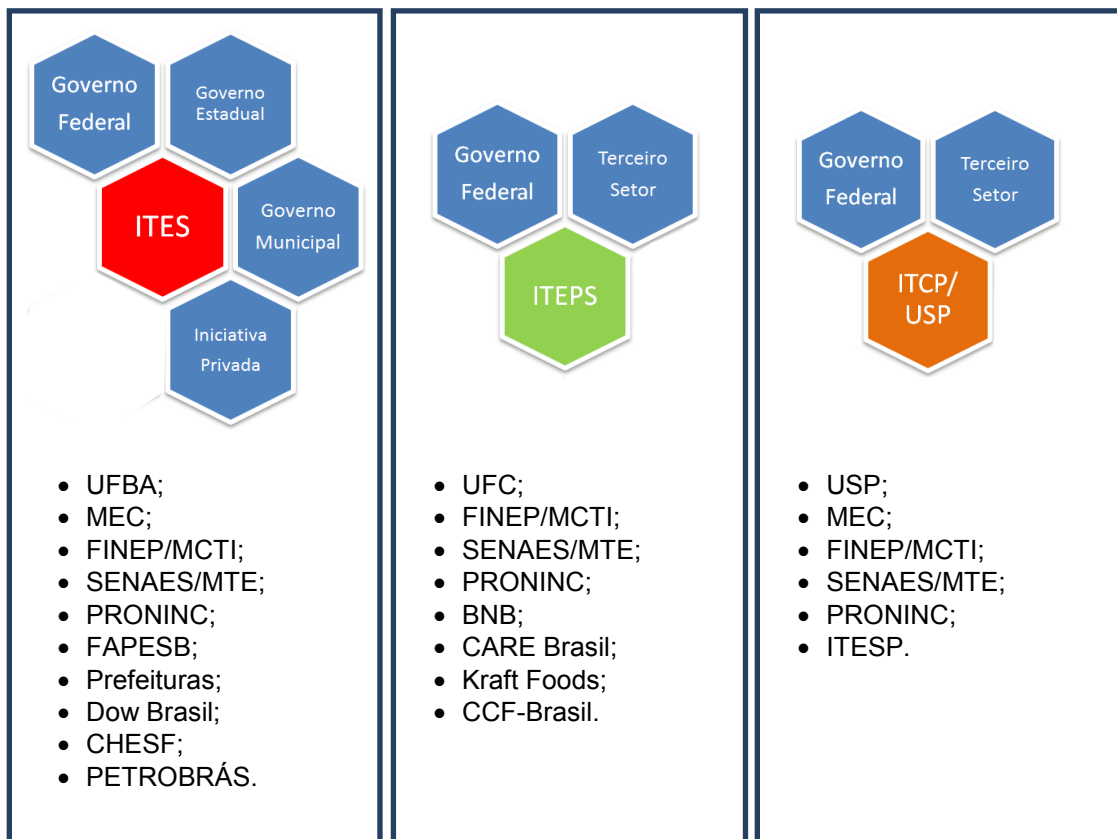 Governo
Federal
Governo
Estadual
ITES
Governo
Municipal
Iniciativa
Privada
• UFBA;
• MEC;
• FINEP/MCTI;
• SENAES/MTE;
• PRONINC;
• FAPESB;
• Prefeituras;
• Dow Brasil;
• CHESF;
• PETROBRÁS.
Governo
Federal
Terceiro
Setor
ITEPS
• UFC;
• FINEP/MCTI;
• SENAES/MTE;
• PRONINC;
• BNB;
• CARE Brasil;
• Kraft Foods;
• CCF-Brasil.
Governo
Federal
Terceiro
Setor
ITCP/
USP
• USP;
• MEC;
• FINEP/MCTI;
• SENAES/MTE;
• PRONINC;
• ITESP.